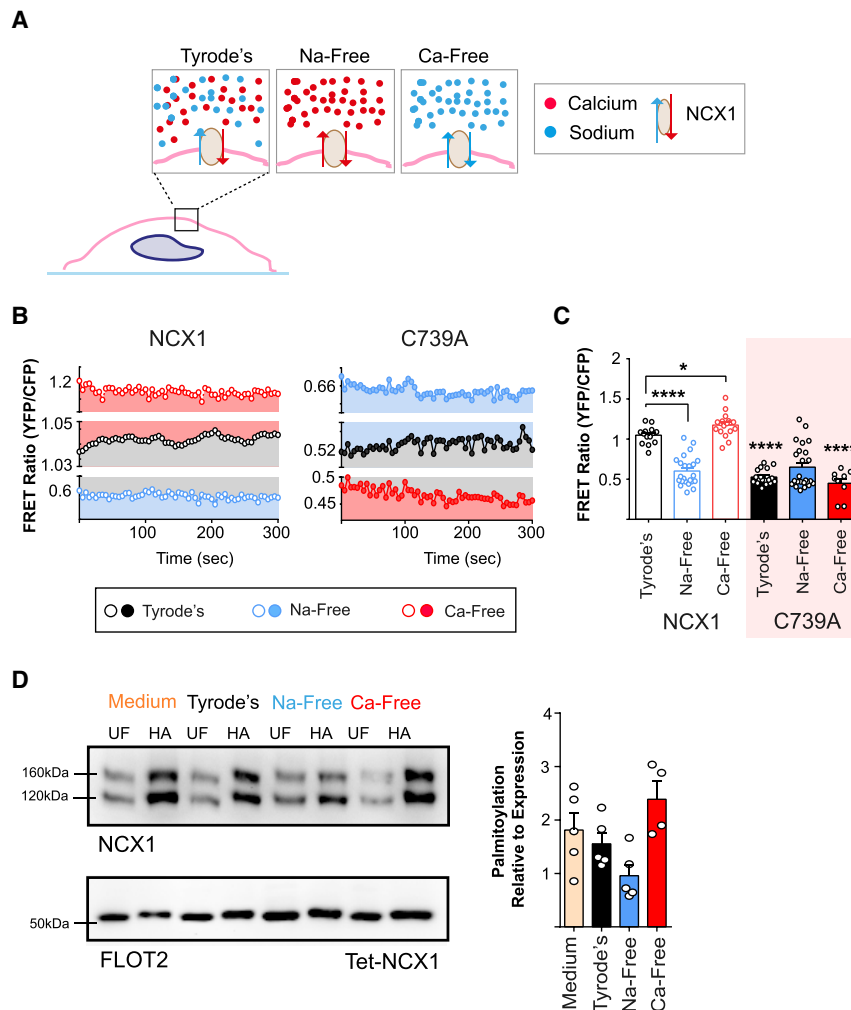 A
Tyrode's Na-Free Ca-Free
Calcium
Sodium
NCX1
B
NCX1 C739A
FRET Ratio (YFP/CFP)
1.2
1.05
1.03
0.6
100 200 300
Time (sec)
0.66
0.52
0.5
0.45
100 200 300
Time (sec)
Tyrode's Na-Free Ca-Free
C
FRET Ratio (YFP/CFP)
2
1.5
1
0.5
*
****
****
****
Tyrode's
Na-Free
Ca-Free
Tyrode's
Na-Free
Ca-Free
NCX1 C739A
D
Medium Tyrode's Na-Free Ca-Free
UF HA UF HA UF HA UF HA
160kDa
120kDa
NCX1
50kDa
FLOT2 Tet-NCX1
Palmitoylation
Relative to Expression
4
3
2
1
Medium
Tyrode's
Na-Free
Ca-Free